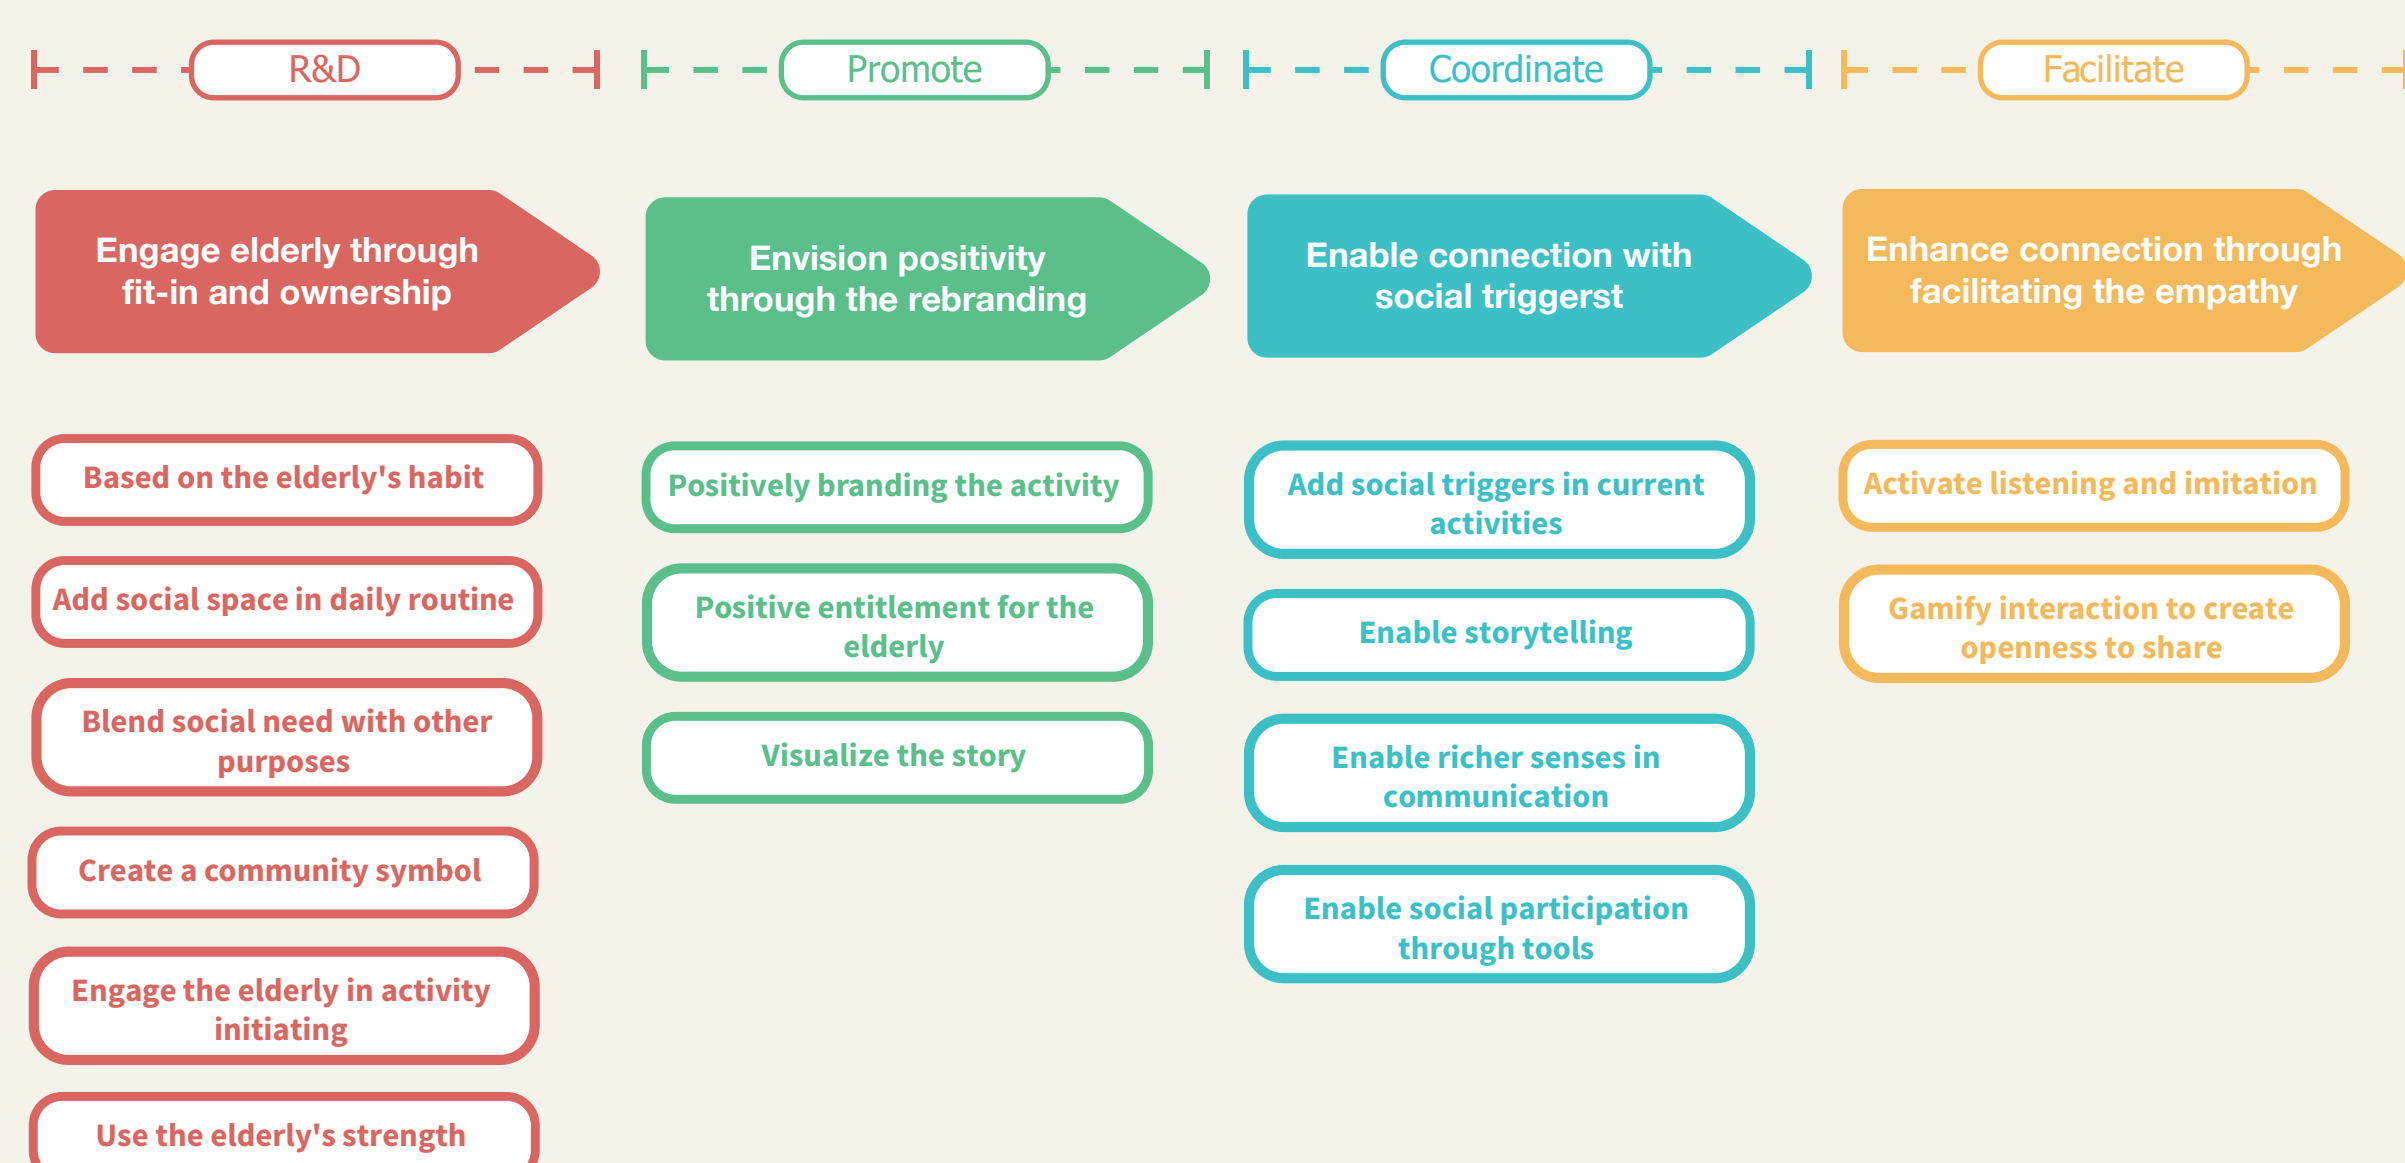 R&D
Promote
Coordinate
Facilitate
Engage elderly through
fit-in and ownership
Envision positivity
through the rebranding
Enable connection with
social triggerst
Enhance connection through
facilitating the empathy
Based on the elderly's habit
Add social space in daily routine
Blend social need with other
purposes
Create a community symbol
Engage the elderly in activity
initiating
Use the elderly's strength
Positively branding the activity
Positive entitlement for the
elderly
Visualize the story
Add social triggers in current
activities
Enable storytelling
Enable richer senses in
communication
Enable social participation
through tools
Activate listening and imitation
Gamify interaction to create
openness to share